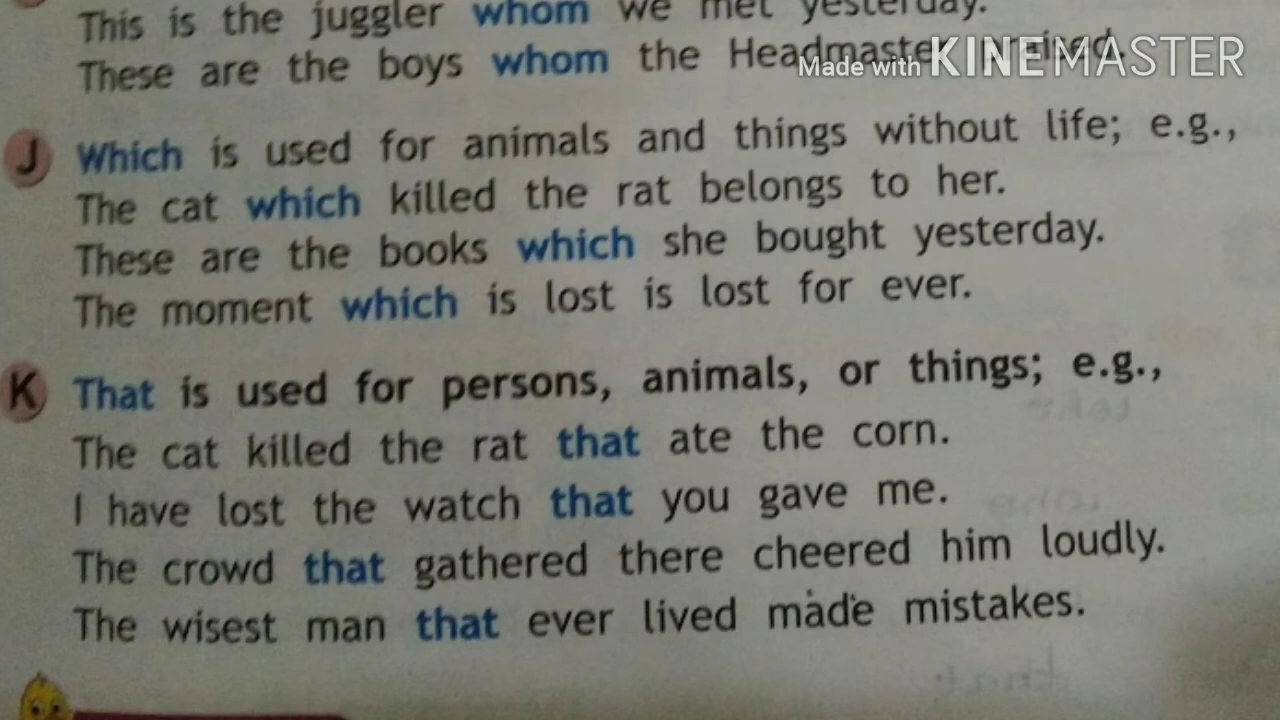 This is the juggler whom we met yesterday.
These are the boys whom the Headmaster praised.
Made with KINEMASTER
J Which is used for animals and things without life; e.g.,
The cat which killed the rat belongs to her.
These are the books which she bought yesterday.
The moment which is lost is lost for ever.
K That is used for persons, animals, or things; e.g.,
The cat killed the rat that ate the corn.
I have lost the watch that you gave me.
The crowd that gathered there cheered him loudly.
The wisest man that ever lived made mistakes.